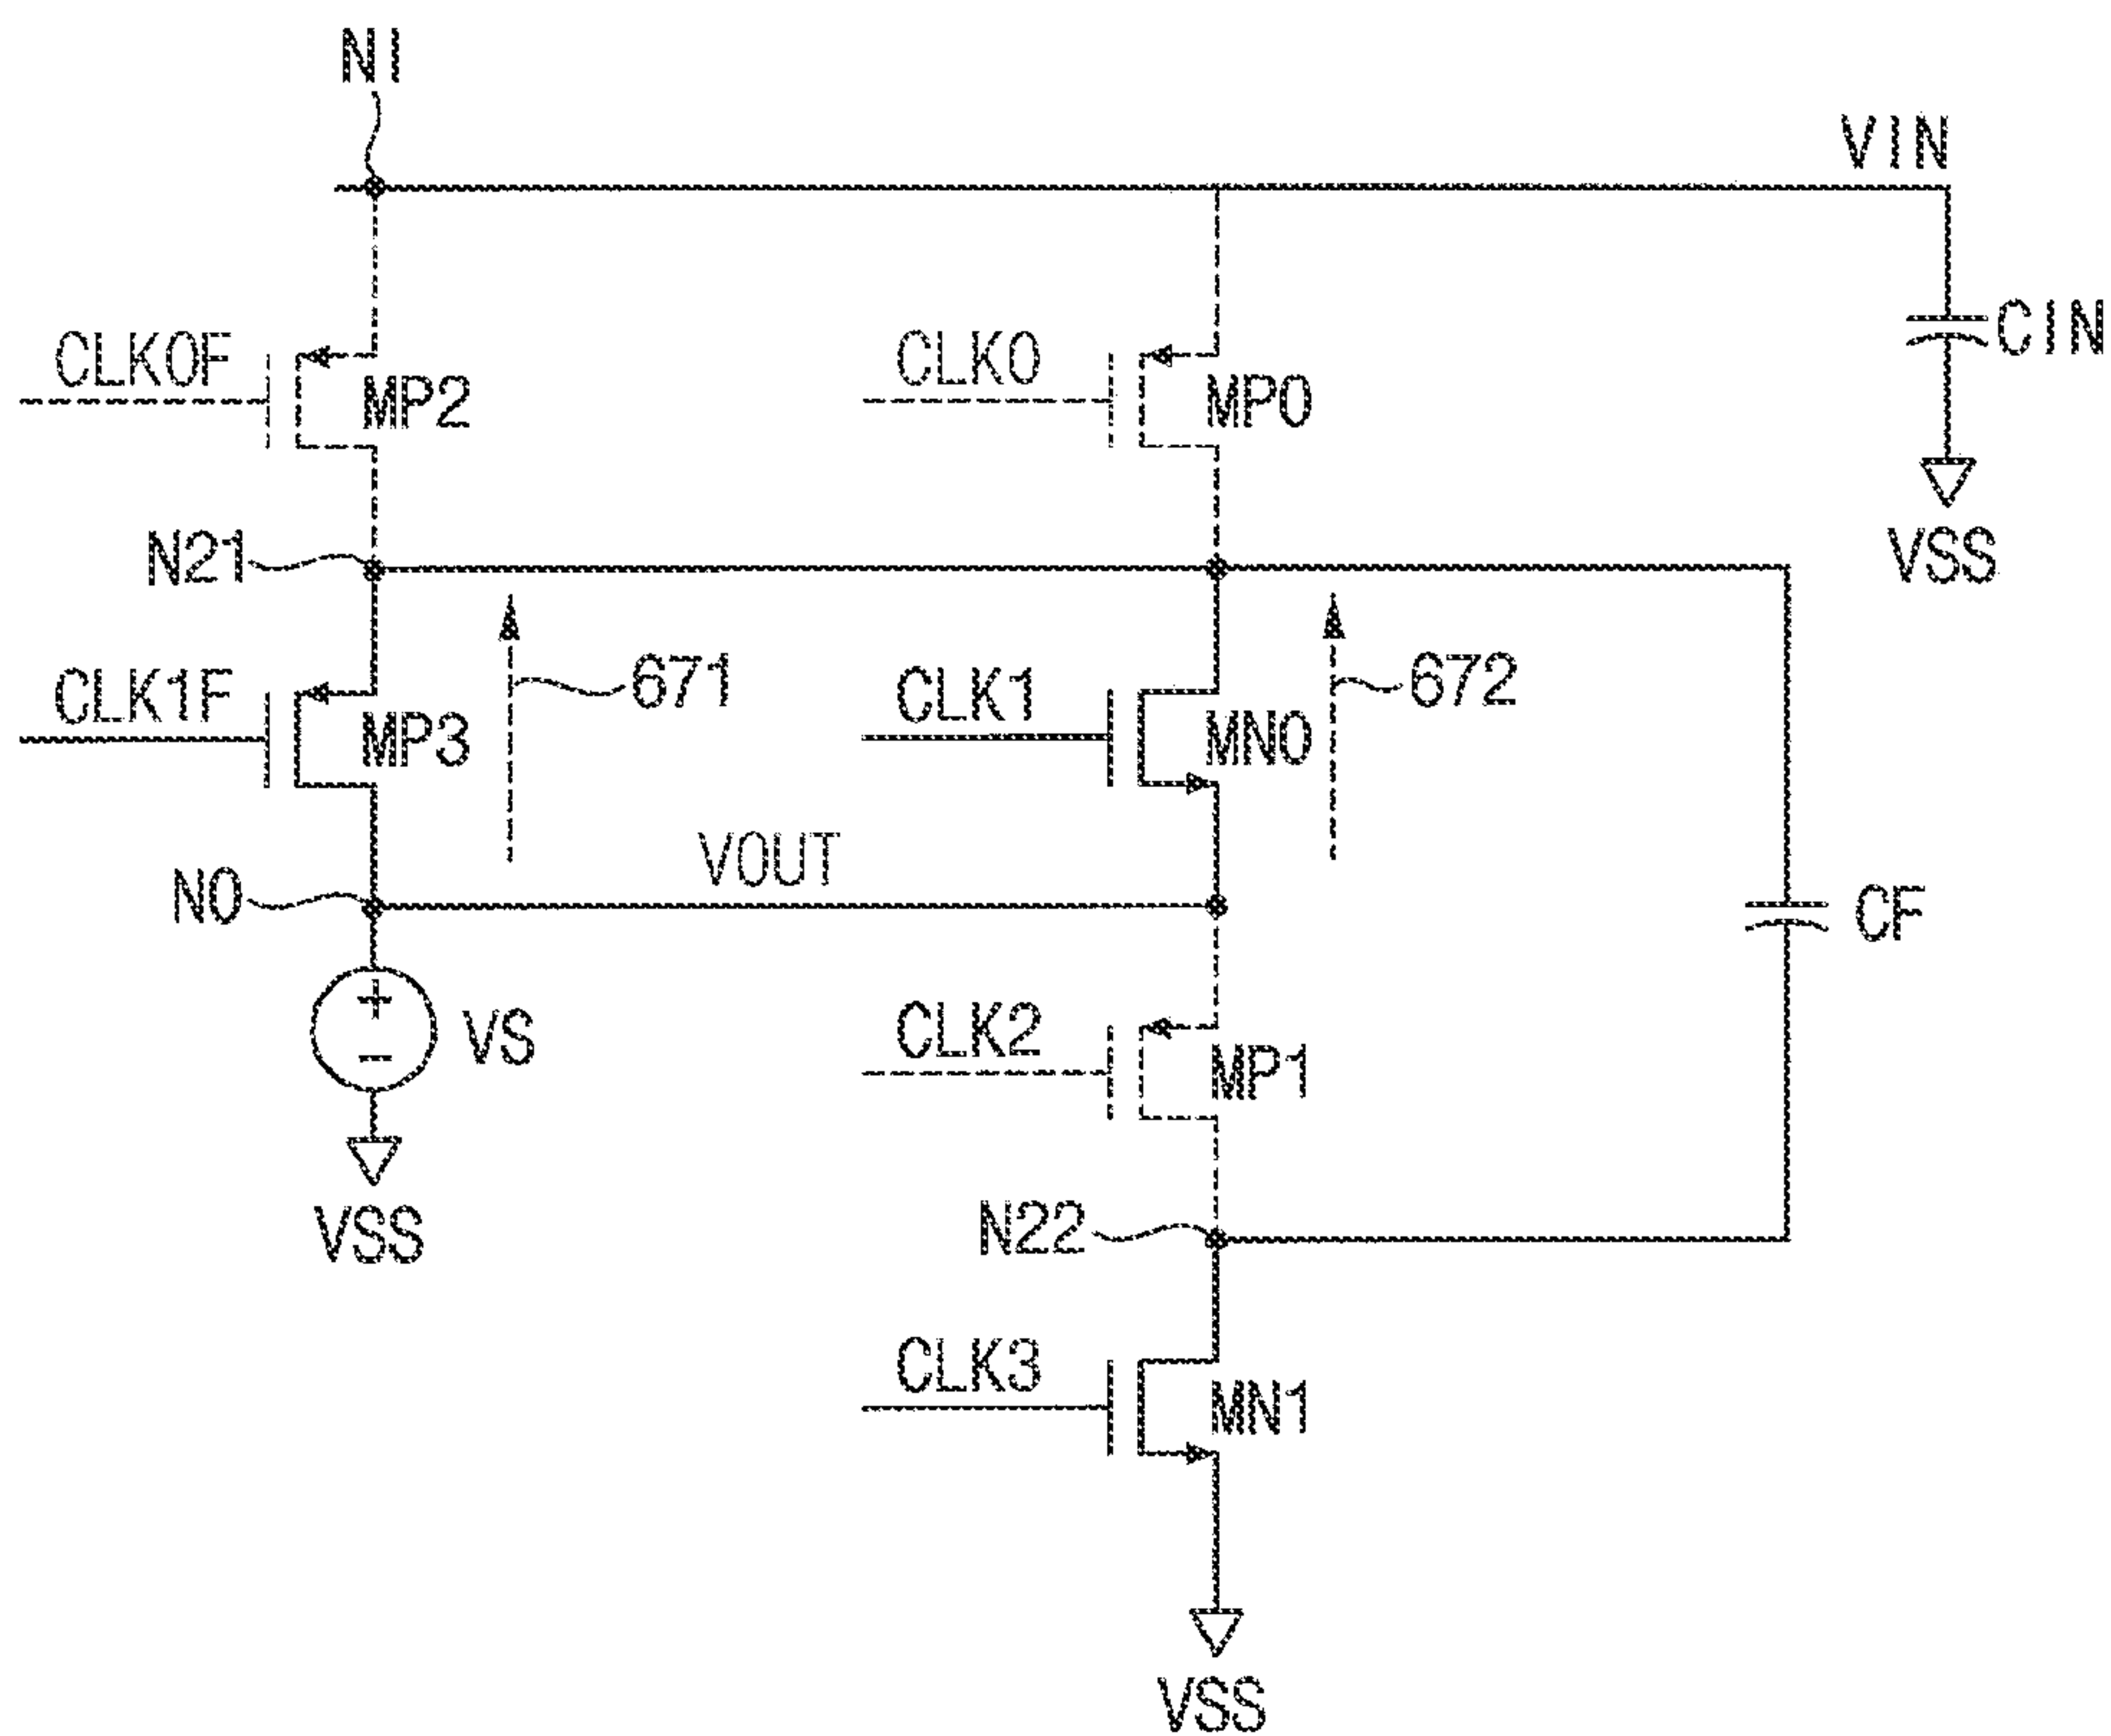 NI
VIN
CLK0F
MP2
CLK0
MP0
CIN
VSS
N21
CLK1F
MP3
671
CLK1
MN0
672
VOUT
N0
CF
+
−
VS
CLK2
MP1
VSS
N22
CLK3
MN1
VSS